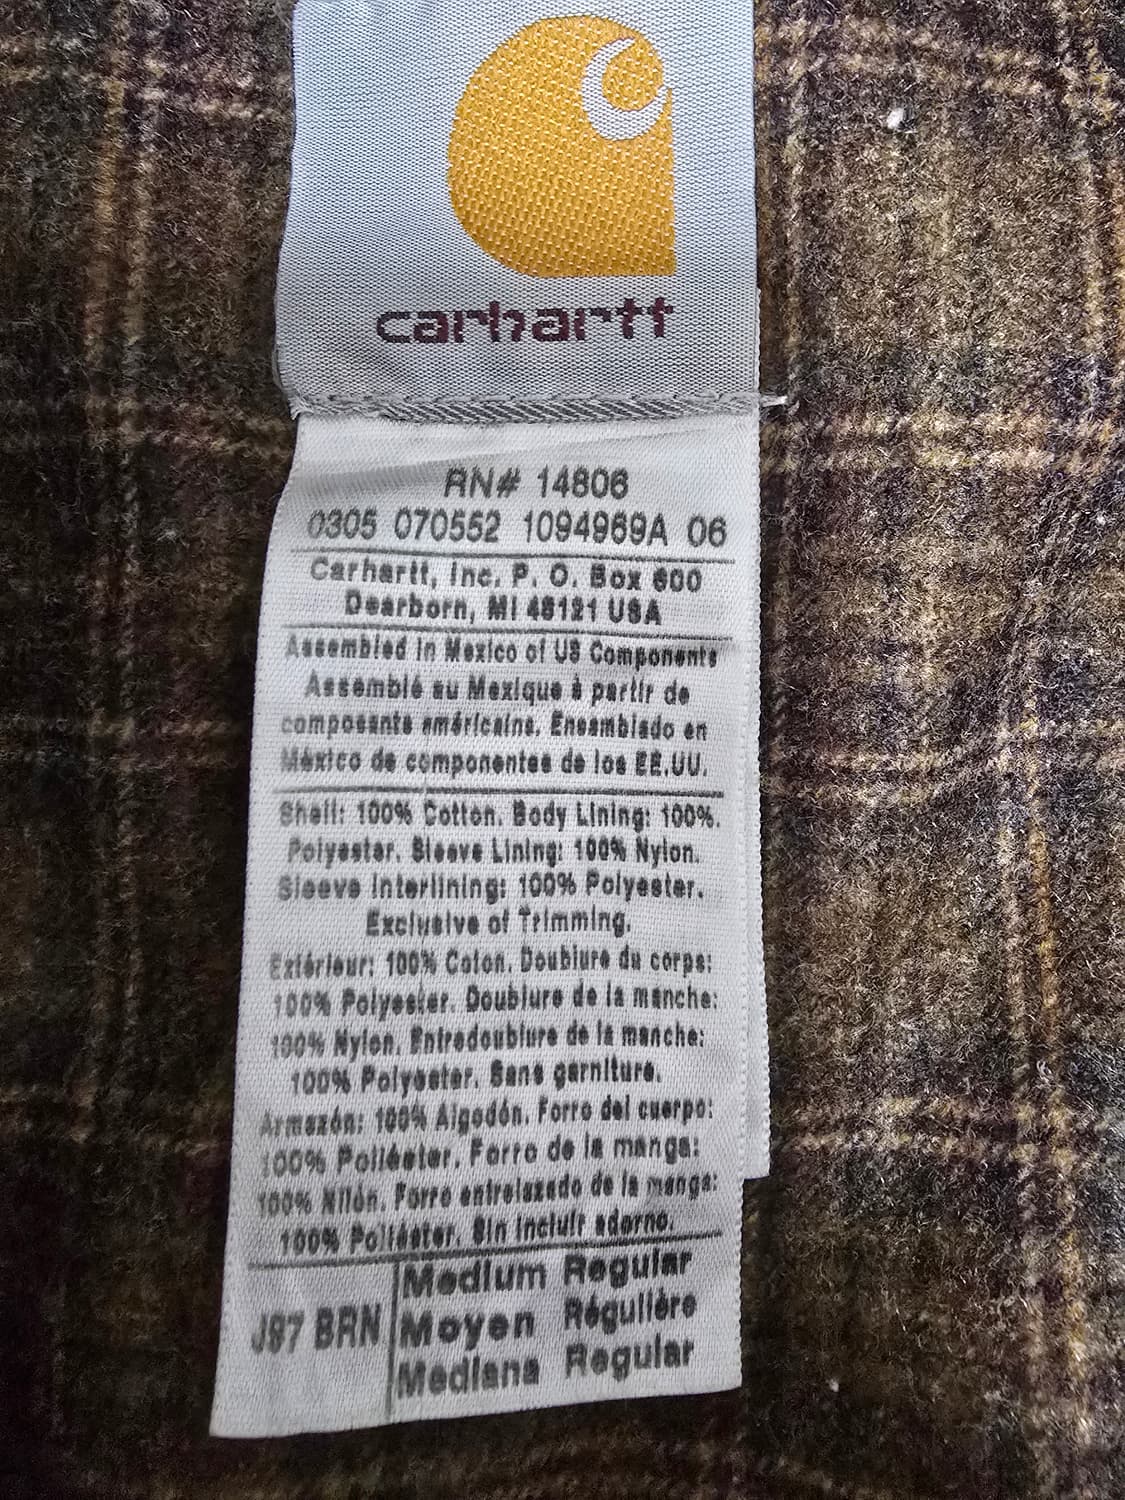 carhartt
RN# 14806
0305 070552 1094969A 06
Carhartt, Inc. P. O. Box 600
Dearborn, MI 48121 USA
Assembled in Mexico of US Components
Assemblé au Mexique à partir de
composants américains. Ensamblado en
México de componentes de los EE.UU.
Shell: 100% Cotton. Body Lining: 100%.
Polyester. Sleeve Lining: 100% Nylon.
Sleeve Interlining: 100% Polyester.
Exclusive of Trimming.
Extérieur: 100% Coton. Doublure du corps:
100% Polyester. Doublure de la manche:
100% Nylon. Entredoublure de la manche:
100% Polyester. Sans garniture.
Armazón: 100% Algodón. Forro del cuerpo:
100% Poliéster. Forro de la manga:
100% Nilón. Forro entrelazado de la manga:
100% Poliéster. Sin incluir adorno.
J97 BRN
Medium Regular
Moyen Régulière
Mediana Regular